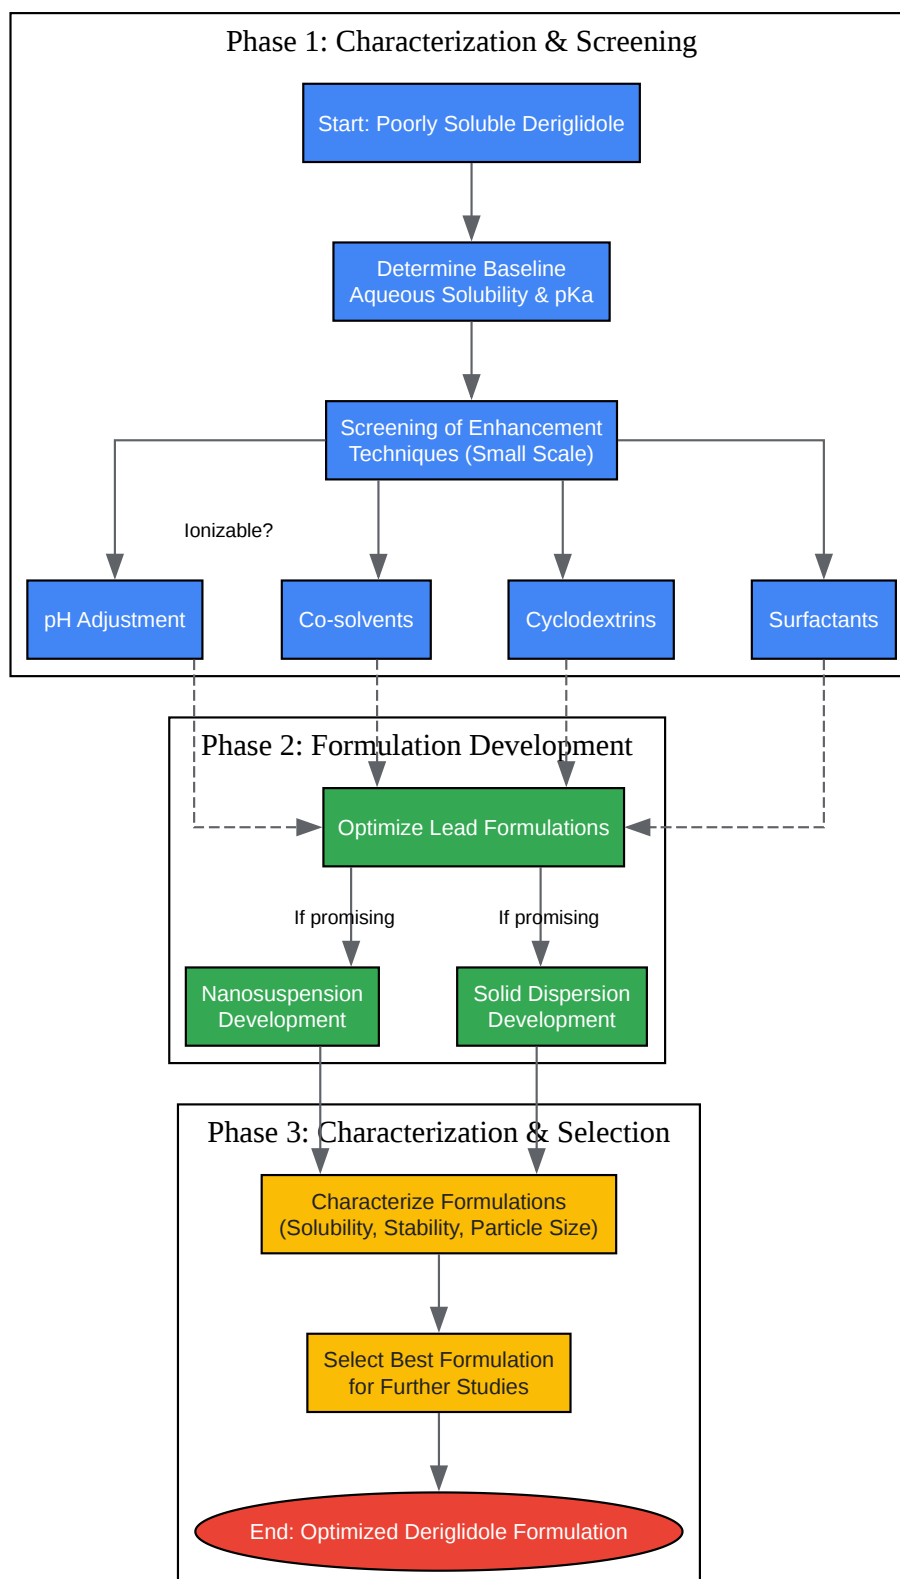 Phase 1: Characterization & Screening
Start: Poorly Soluble Deriglidole
Determine Baseline
Aqueous Solubility & pKa
Screening of Enhancement
Techniques (Small Scale)
Ionizable?
pH Adjustment
Co-solvents
Cyclodextrins
Surfactants
Phase 2: Formulation Development
Optimize Lead Formulations
If promising
If promising
Nanosuspension
Development
Solid Dispersion
Development
Phase 3: Characterization & Selection
Characterize Formulations
(Solubility, Stability, Particle Size)
Select Best Formulation
for Further Studies
End: Optimized Deriglidole Formulation